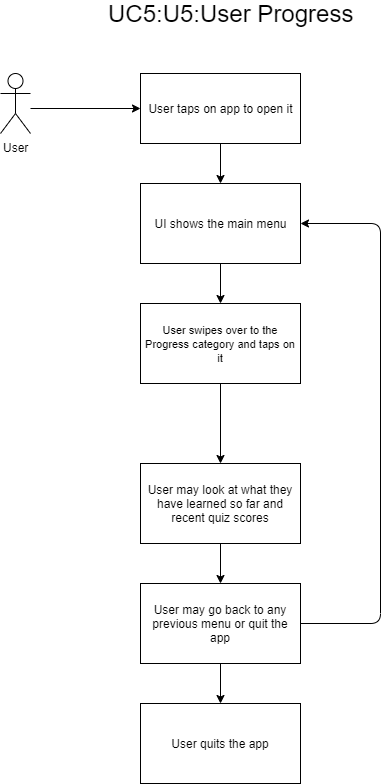 UC5:U5:User Progress
User taps on app to open it
User
UI shows the main menu
User swipes over to the
Progress category and taps on
it
User may look at what they
have learned so far and
recent quiz scores
User may go back to any
previous menu or quit the
app
User quits the app